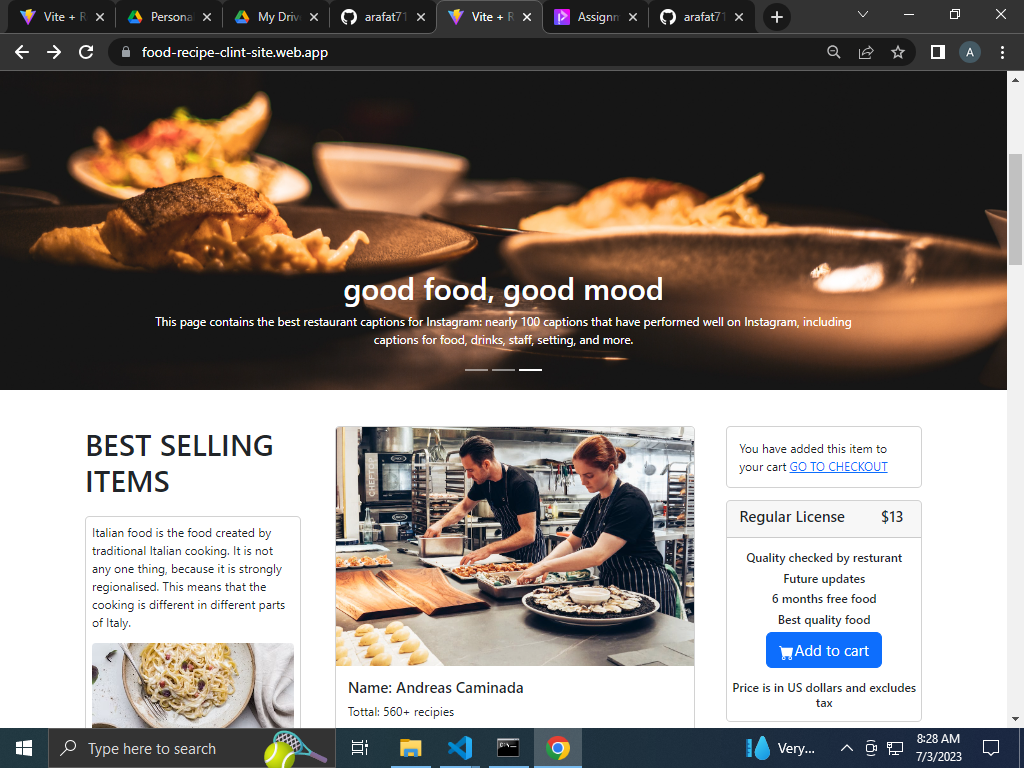 Vite + R
Persona
My Driv
arafat71
Vite + R
Assignm
arafat71
food-recipe-clint-site.web.app
A
good food, good mood
This page contains the best restaurant captions for Instagram: nearly 100 captions that have performed well on Instagram, including
captions for food, drinks, staff, setting, and more.
BEST SELLING
ITEMS
Italian food is the food created by
traditional Italian cooking. It is not
any one thing, because it is strongly
regionalised. This means that the
cooking is different in different parts
of Italy.
Name: Andreas Caminada
Tottal: 560+ recipies
You have added this item to
your cart GO TO CHECKOUT
Regular License $13
Quality checked by resturant
Future updates
6 months free food
Best quality food
Add to cart
Price is in US dollars and excludes
tax
Type here to search
Very...
8:28 AM
7/3/2023